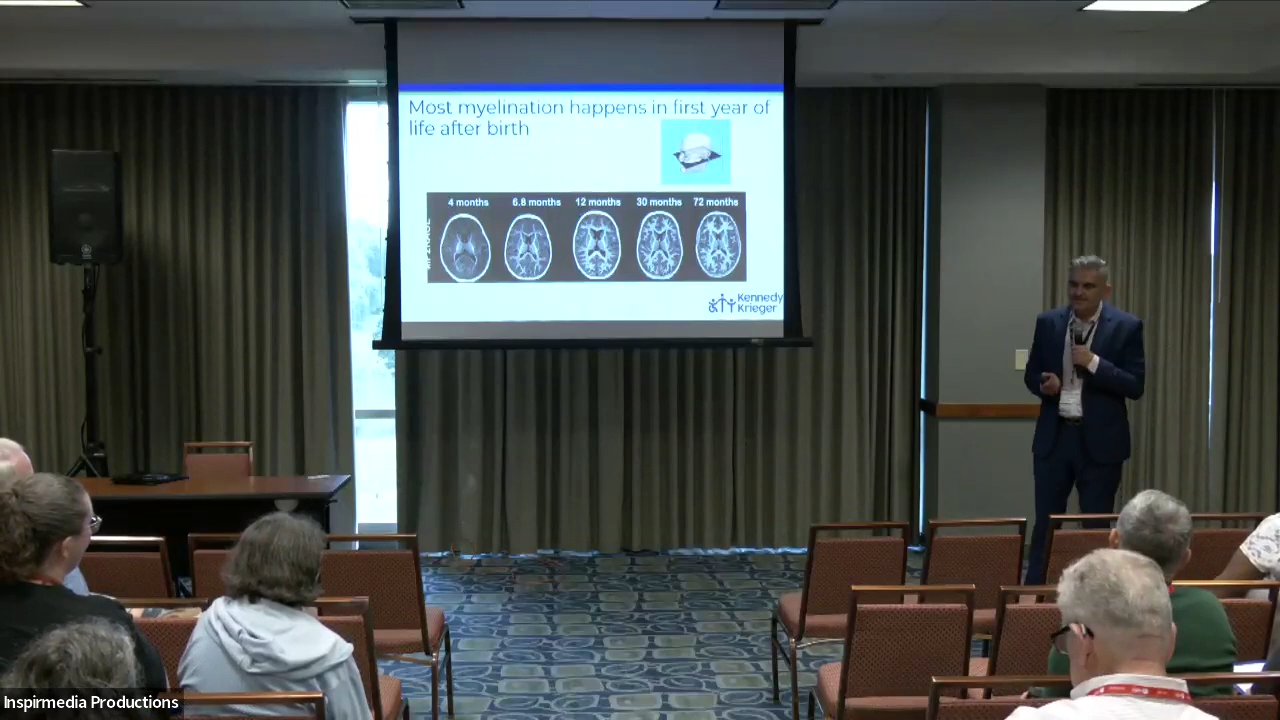 Most myelination happens in first year of
life after birth
4 months 6.8 months 12 months 30 months 72 months
Kennedy
Krieger
Inspirmedia Productions